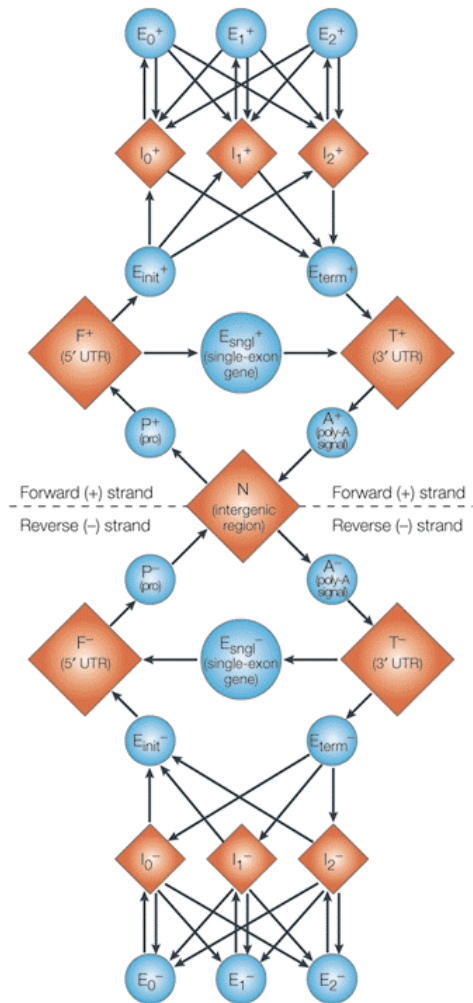 E₀⁺ E₁⁺ E₂⁺
I₀⁺ I₁⁺ I₂⁺
Einit⁺ Eterm⁺
F⁺
(5′ UTR)
Esngl⁺
(single-exon
gene)
T⁺
(3′ UTR)
P⁺
(pro)
A⁺
(poly-A
signal)
N
(intergenic
region)
Forward (+) strand
Reverse (–) strand
Forward (+) strand
Reverse (–) strand
P⁻
(pro)
A⁻
(poly-A
signal)
F⁻
(5′ UTR)
Esngl⁻
(single-exon
gene)
T⁻
(3′ UTR)
Einit⁻ Eterm⁻
I₀⁻ I₁⁻ I₂⁻
E₀⁻ E₁⁻ E₂⁻